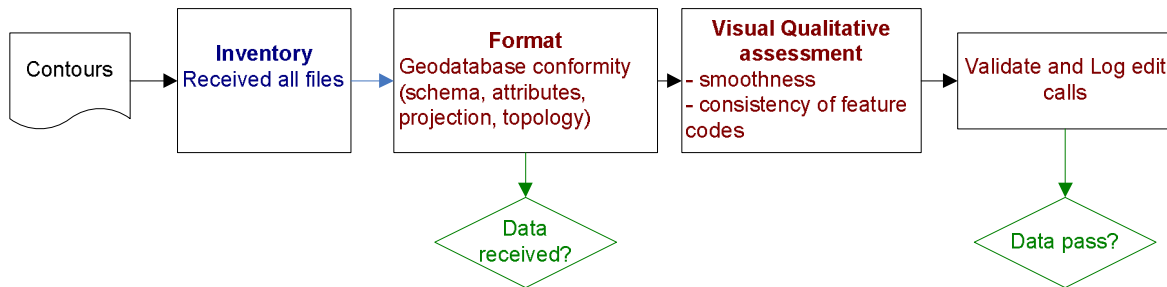 Contours
Inventory
Received all files
Format
Geodatabase conformity
(schema, attributes,
projection, topology)
Visual Qualitative
assessment
- smoothness
- consistency of feature
codes
Validate and Log edit
calls
Data
received?
Data pass?